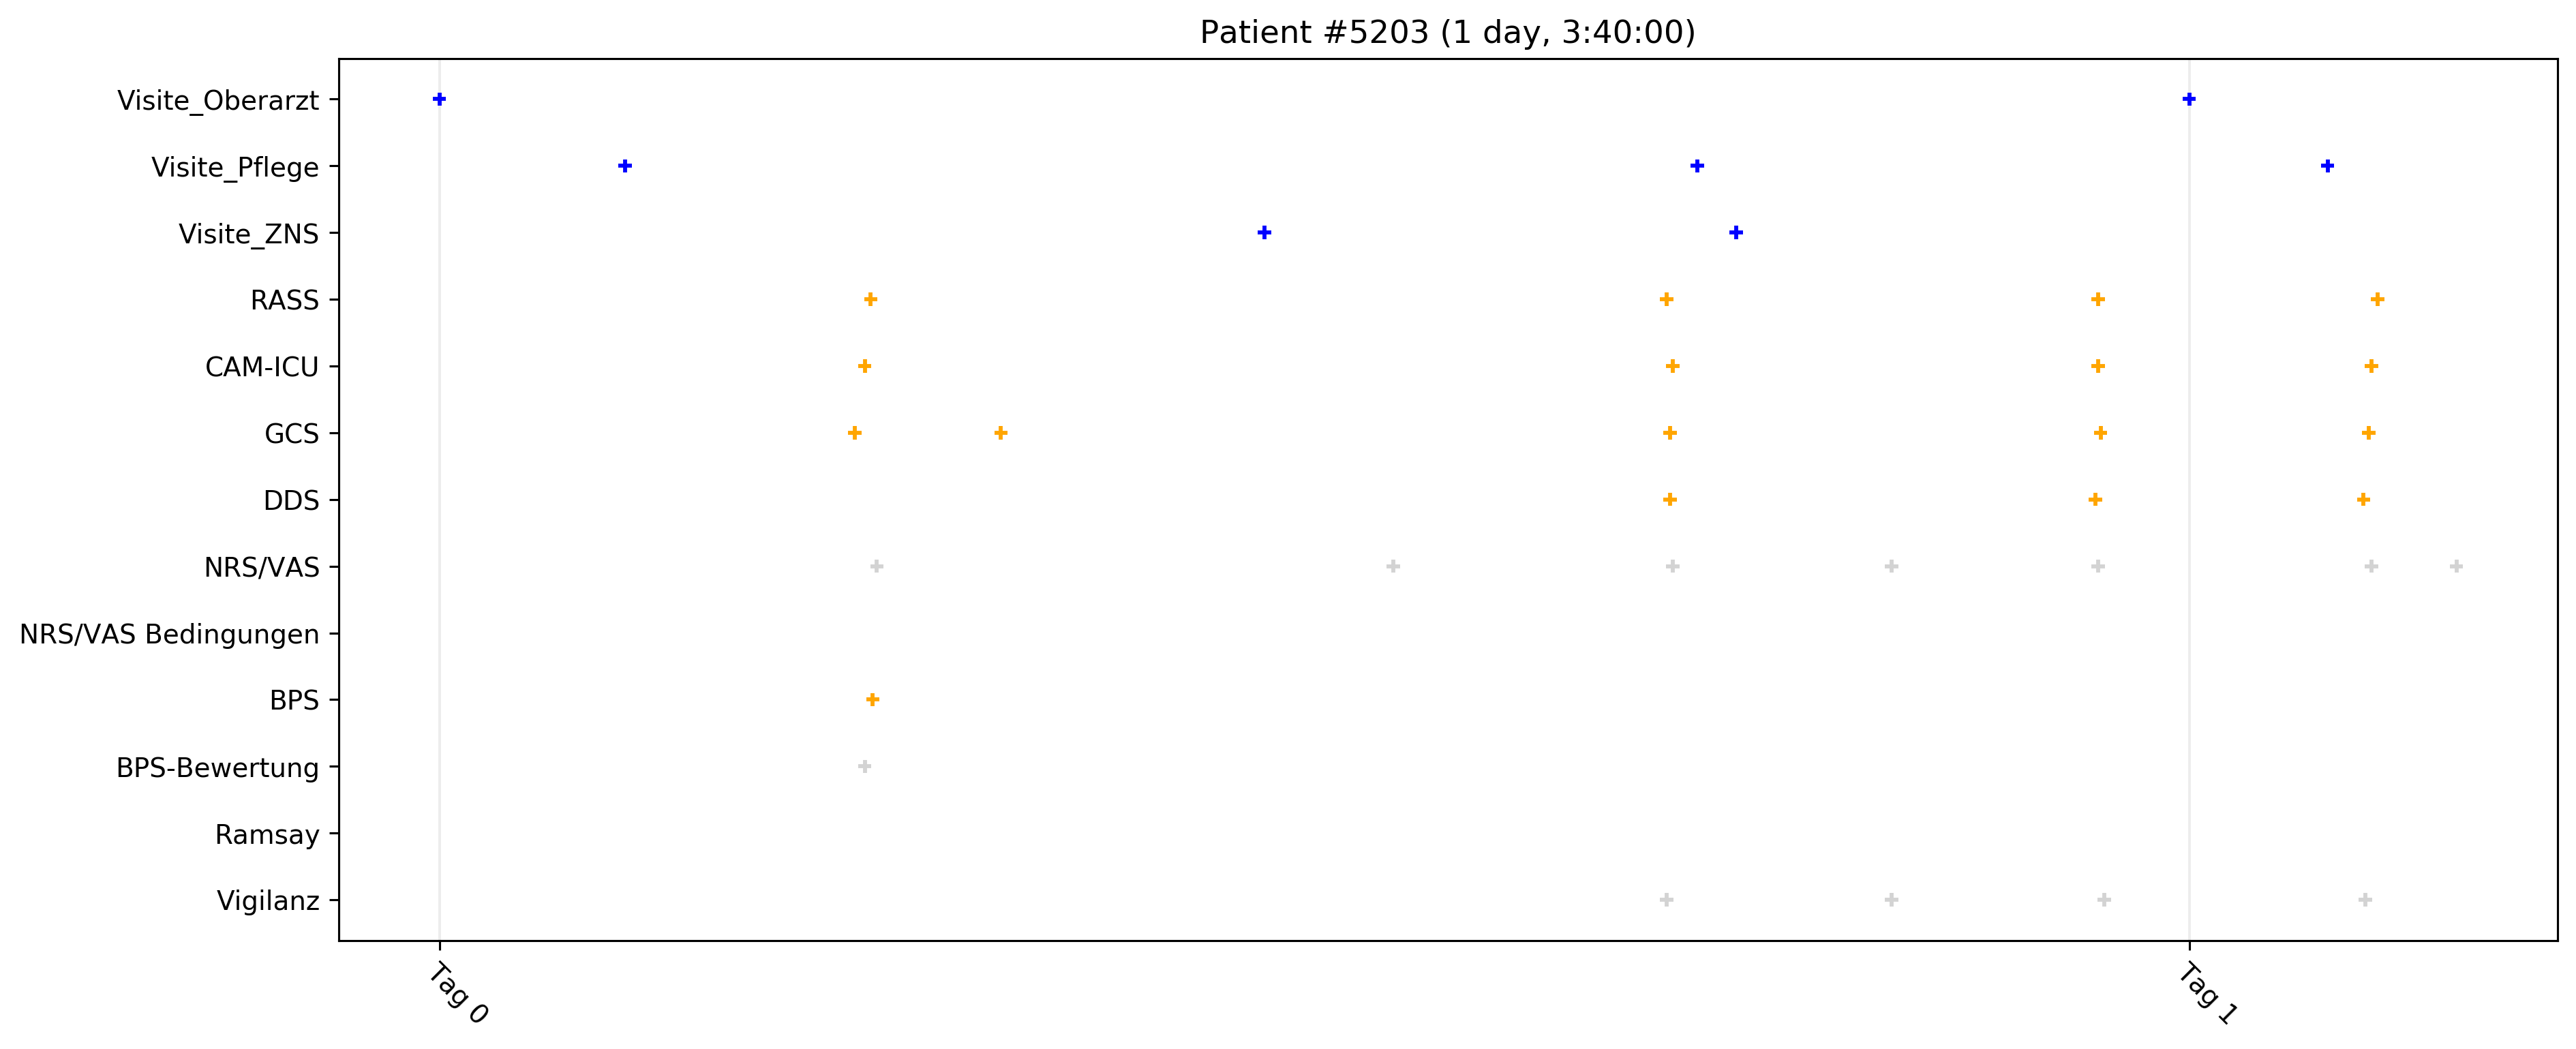 Patient #5203 (1 day, 3:40:00)
Visite_Oberarzt
Visite_Pflege
Visite_ZNS
RASS
CAM-ICU
GCS
DDS
NRS/VAS
NRS/VAS Bedingungen
BPS
BPS-Bewertung
Ramsay
Vigilanz
Tag 0
Tag 1